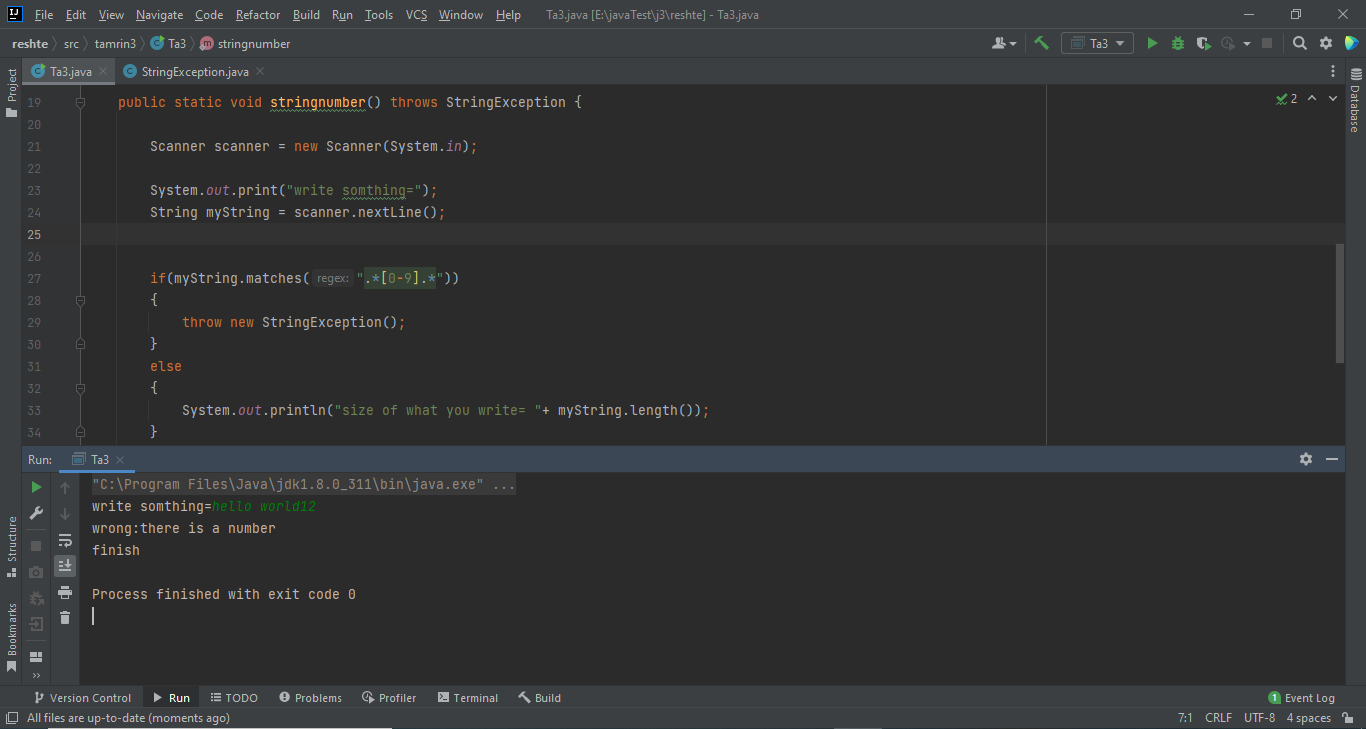 File Edit View Navigate Code Refactor Build Run Tools VCS Window Help Ta3.java [E:\javaTest\j3\reshte] - Ta3.java
reshte src tamrin3 Ta3 stringnumber Ta3
Project
Ta3.java StringException.java
Database
19 public static void stringnumber() throws StringException { 2
20
21 Scanner scanner = new Scanner(System.in);
22
23 System.out.print("write somthing=");
24 String myString = scanner.nextLine();
25
26
27 if(myString.matches( regex: ".*[0-9].*"))
28 {
29 throw new StringException();
30 }
31 else
32 {
33 System.out.println("size of what you write= "+ myString.length());
34 }
Run: Ta3
"C:\Program Files\Java\jdk1.8.0_311\bin\java.exe" ...
write somthing=hello world12
wrong:there is a number
finish
Process finished with exit code 0
Structure
Bookmarks
Version Control Run TODO Problems Profiler Terminal Build 1 Event Log
All files are up-to-date (moments ago) 7:1 CRLF UTF-8 4 spaces